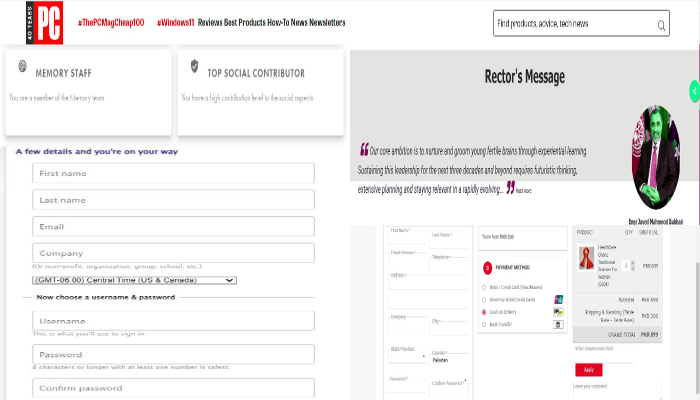 40 YEARS
PC
#ThePCMagCheap100 #Windows11 Reviews Best Products How-To News Newsletters
Find products, advice, tech news
MEMORY STAFF
You are a member of the Memory team
TOP SOCIAL CONTRIBUTOR
You have a high contribution level to the social aspects
A few details and you're on your way
First name
Last name
Email
Company
(Or non-profit, organization, group, school, etc.)
(GMT-06:00) Central Time (US & Canada)
Now choose a username & password
Username
This is what you'll use to sign in.
Password
8 characters or longer with at least one number is safest.
Confirm password
Rector's Message
Our core ambition is to nurture and groom young fertile brains through experiential learning.
Sustaining this leadership for the next three decades and beyond requires futuristic thinking,
extensive planning and staying relevant in a rapidly evolving... Read more
Engr. Javed Mahmood Bukhari
First Name *
Last Name *
Email Address *
Telephone *
Address *
Company
City *
State/Province
Country *
Pakistan
Password *
Confirm Password *
Table Rate PKR 200
3 PAYMENT METHOD
Debit / Credit Card (Visa/Master)
Cash on Delivery
Bank Transfer
PRODUCT QTY SUBTOTAL
1
PKR 699
Subtotal PKR 699
Shipping & Handling (Table
Rate - Table Rate) PKR 200
GRAND TOTAL PKR 899
Enter coupon code here
Apply
Leave your comment